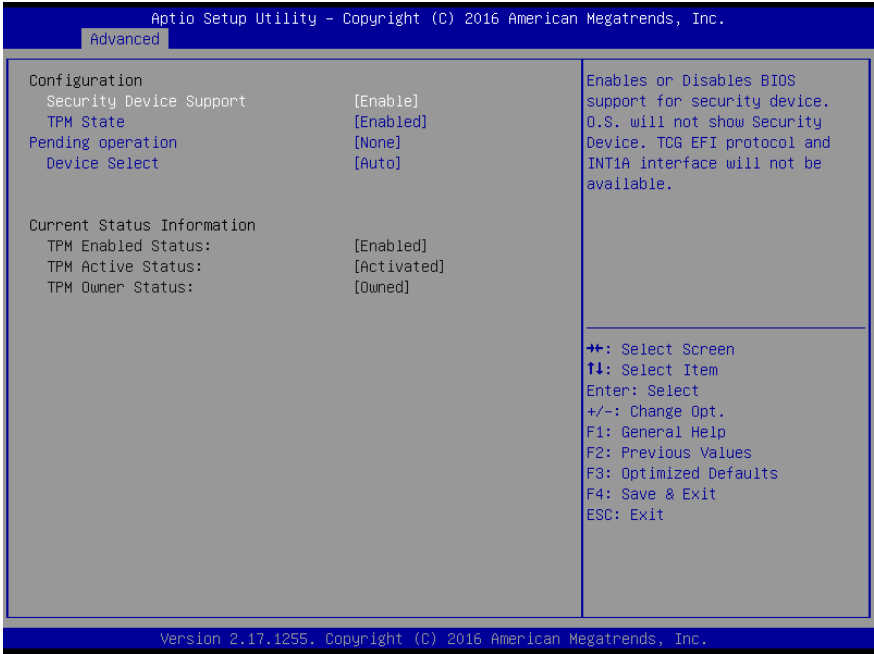 Aptio Setup Utility – Copyright (C) 2016 American Megatrends, Inc.
Advanced
Configuration
Security Device Support [Enable]
TPM State [Enabled]
Pending operation [None]
Device Select [Auto]
Current Status Information
TPM Enabled Status: [Enabled]
TPM Active Status: [Activated]
TPM Owner Status: [Owned]
Enables or Disables BIOS
support for security device.
O.S. will not show Security
Device. TCG EFI protocol and
INT1A interface will not be
available.
→←: Select Screen
↑↓: Select Item
Enter: Select
+/-: Change Opt.
F1: General Help
F2: Previous Values
F3: Optimized Defaults
F4: Save & Exit
ESC: Exit
Version 2.17.1255. Copyright (C) 2016 American Megatrends, Inc.